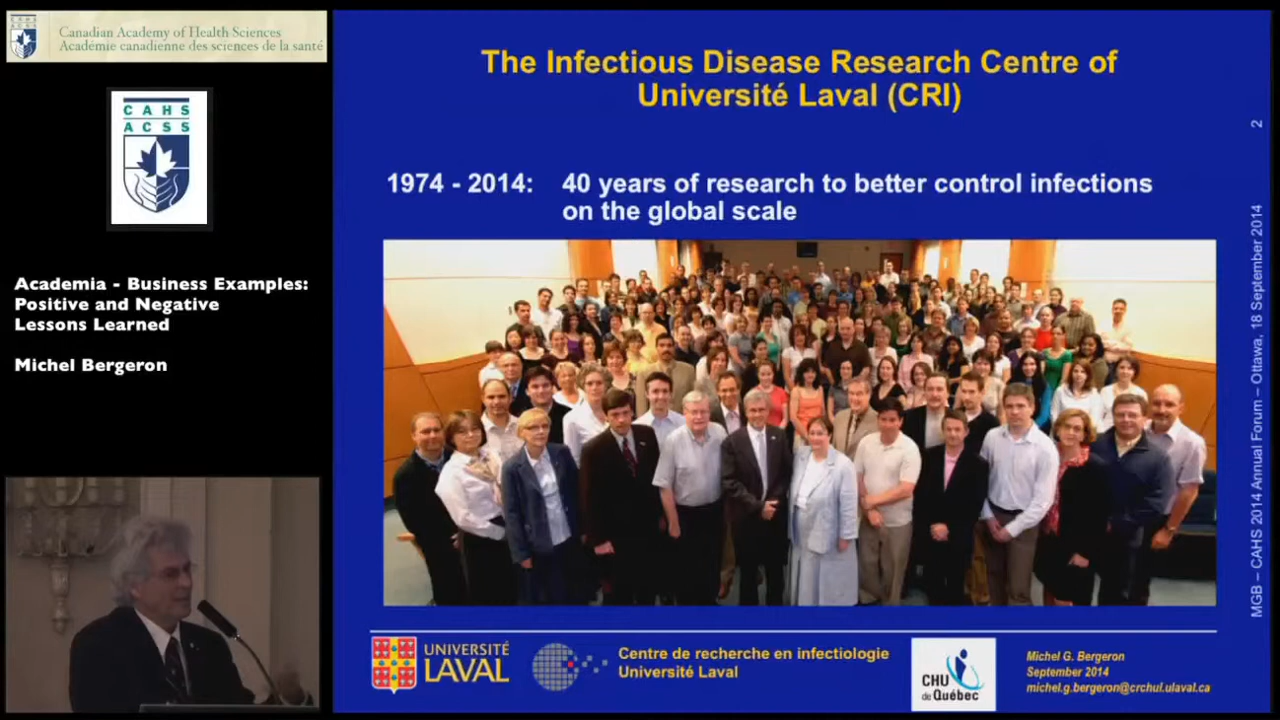 Canadian Academy of Health Sciences
Académie canadienne des sciences de la santé
CAHS
ACSS
Academia - Business Examples:
Positive and Negative
Lessons Learned
Michel Bergeron
The Infectious Disease Research Centre of
Université Laval (CRI)
1974 - 2014: 40 years of research to better control infections
on the global scale
2
MGB – CAHS 2014 Annual Forum – Ottawa, 18 September 2014
UNIVERSITÉ
LAVAL
Centre de recherche en infectiologie
Université Laval
CHU
de Québec
Michel G. Bergeron
September 2014
michel.g.bergeron@crchul.ulaval.ca